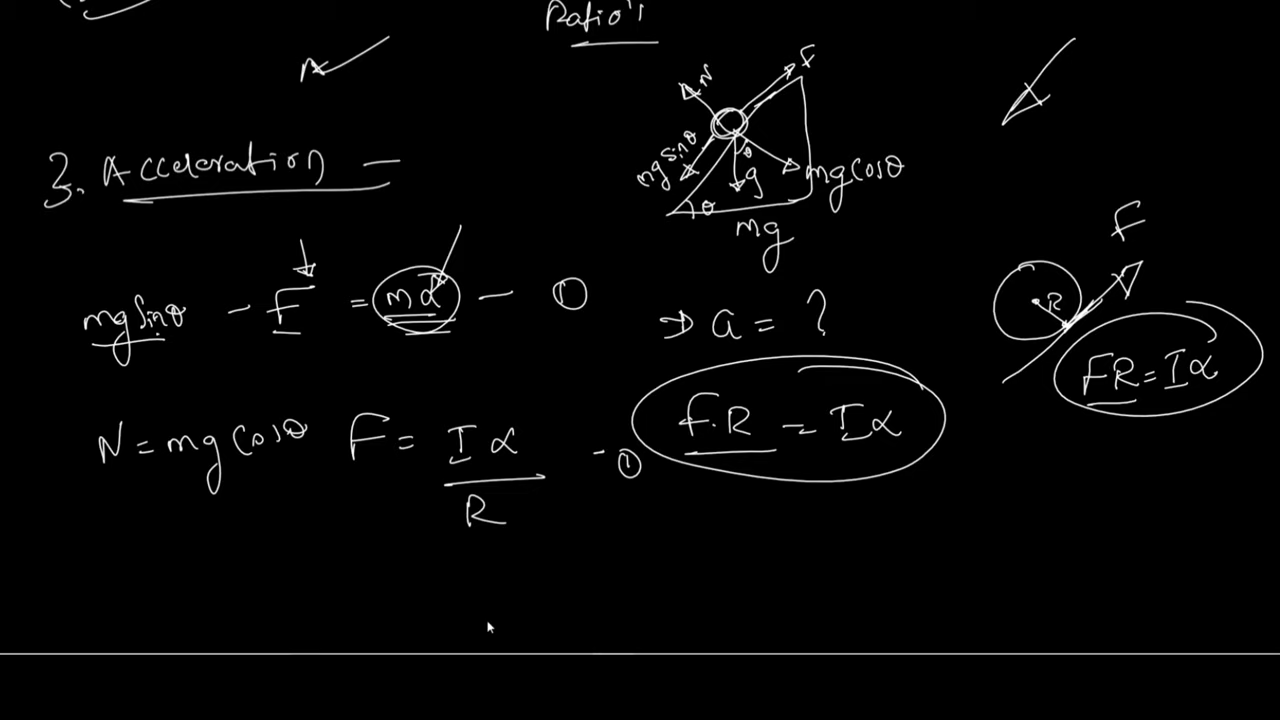 Ratio's
N
F
mg sinθ
θ
mg cosθ
g
θ
mg
3. Acceleration -
F
mg sinθ - F = ma - ①
⇒ a = ?
R
FR = Iα
F.R = Iα
N = mg cosθ F = Iα / R - ①